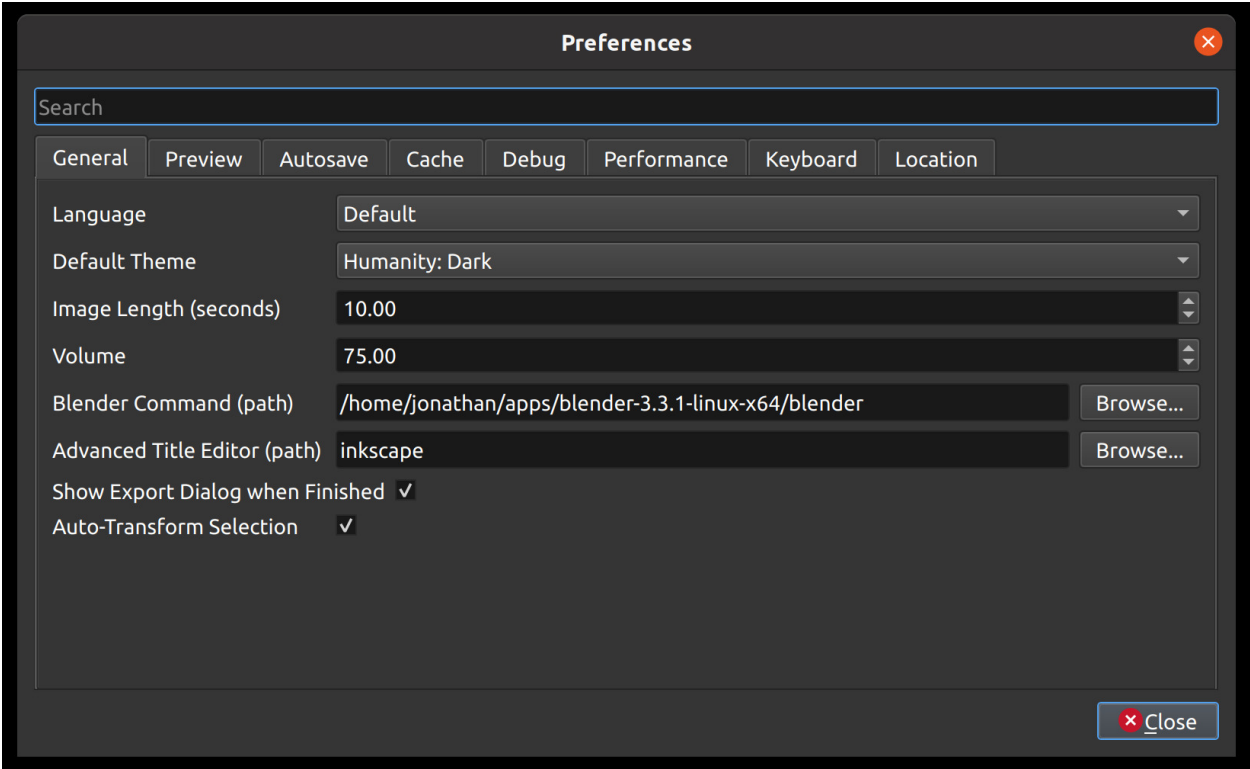 Preferences
Search
General Preview Autosave Cache Debug Performance Keyboard Location
Language Default
Default Theme Humanity: Dark
Image Length (seconds) 10.00
Volume 75.00
Blender Command (path) /home/jonathan/apps/blender-3.3.1-linux-x64/blender Browse...
Advanced Title Editor (path) inkscape Browse...
Show Export Dialog when Finished
Auto-Transform Selection
Close